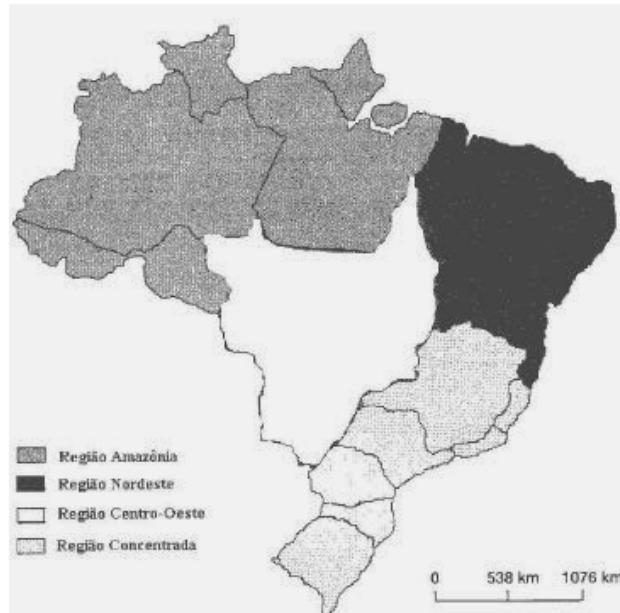 Região Amazônia
Região Nordeste
Região Centro-Oeste
Região Concentrada
0 538 km 1076 km